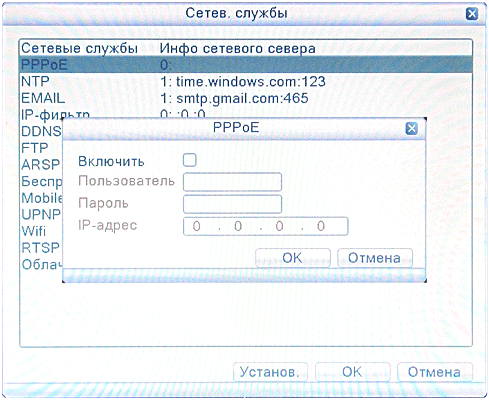 Сетев. службы
Сетевые службы Инфо сетевого севера
PPPoE 0:
NTP 1: time.windows.com:123
EMAIL 1: smtp.gmail.com:465
IP-фильтр 0: :0 :0
DDNS
PPPoE
FTP
ARSP
Включить
Беспр
Пользователь
Mobile
Пароль
UPNP
IP-адрес 0 . 0 . 0 . 0
Wifi
RTSP
OK Отмена
Облач
Установ. OK Отмена